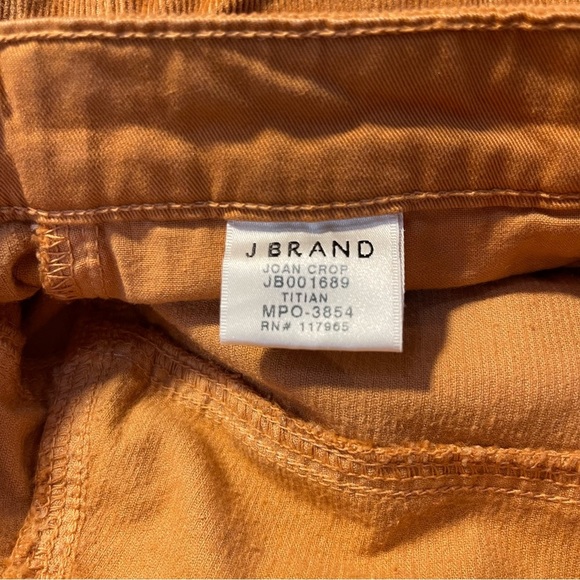 J BRAND
JOAN CROP
JB001689
TITIAN
MPO-3854
RN# 117965